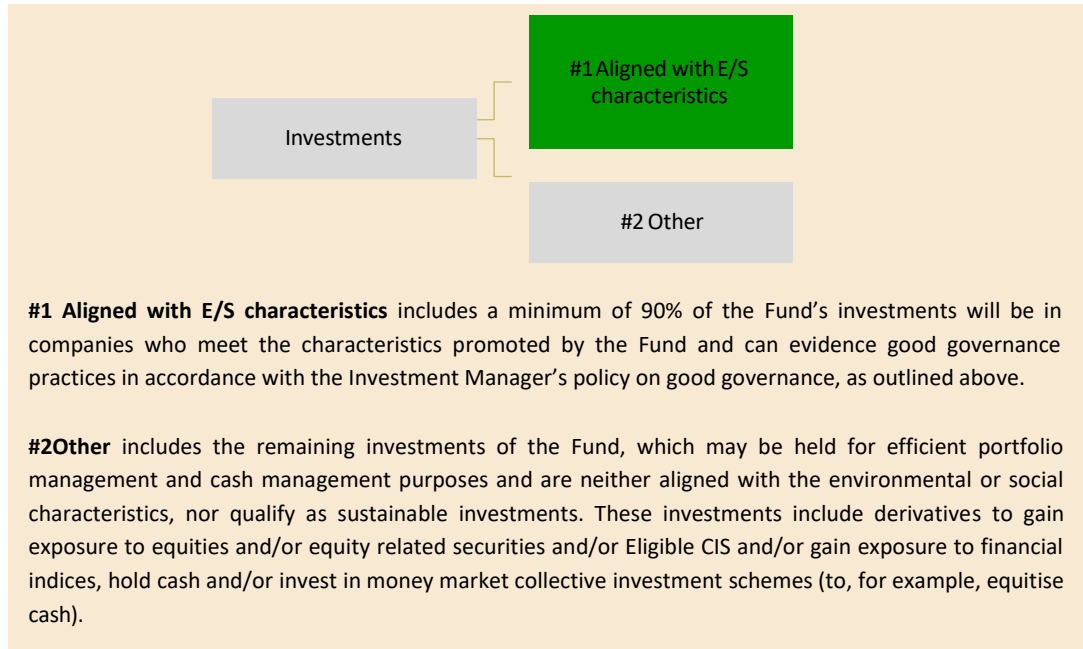 #1 Aligned with E/S
characteristics
Investments
#2 Other
#1 Aligned with E/S characteristics includes a minimum of 90% of the Fund’s investments will be in
companies who meet the characteristics promoted by the Fund and can evidence good governance
practices in accordance with the Investment Manager’s policy on good governance, as outlined above.
#2Other includes the remaining investments of the Fund, which may be held for efficient portfolio
management and cash management purposes and are neither aligned with the environmental or social
characteristics, nor qualify as sustainable investments. These investments include derivatives to gain
exposure to equities and/or equity related securities and/or Eligible CIS and/or gain exposure to financial
indices, hold cash and/or invest in money market collective investment schemes (to, for example, equitise
cash).